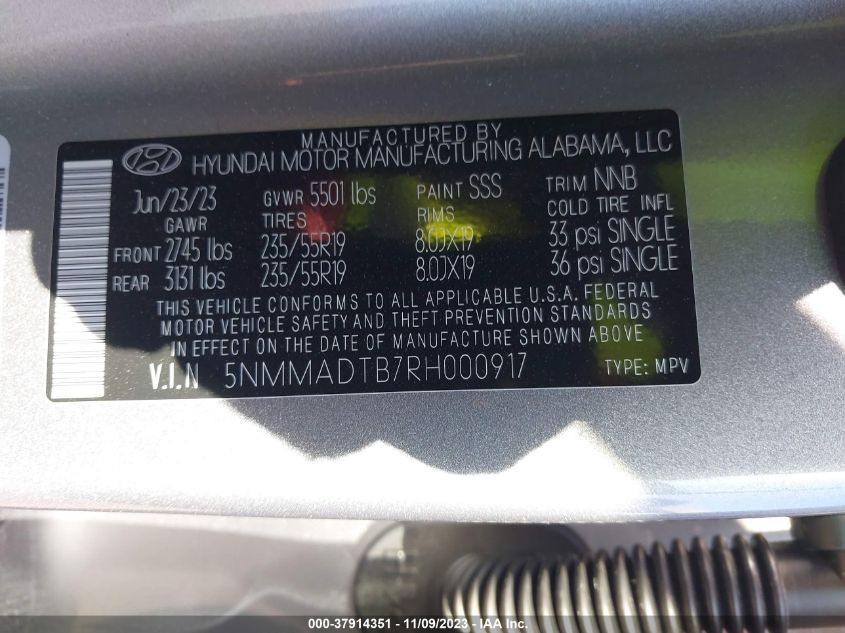 MANUFACTURED BY
HYUNDAI MOTOR MANUFACTURING ALABAMA, LLC
Jun/23/23 GVWR 5501 lbs PAINT SSS TRIM NNB
GAWR TIRES RIMS COLD TIRE INFL
FRONT 2745 lbs 235/55R19 8.0JX19 33 psi SINGLE
REAR 3131 lbs 235/55R19 8.0JX19 36 psi SINGLE
THIS VEHICLE CONFORMS TO ALL APPLICABLE U.S.A. FEDERAL
MOTOR VEHICLE SAFETY AND THEFT PREVENTION STANDARDS
IN EFFECT ON THE DATE OF MANUFACTURE SHOWN ABOVE
V.I.N 5NMMADTB7RH000917 TYPE: MPV
000-37914351 - 11/09/2023 - IAA Inc.